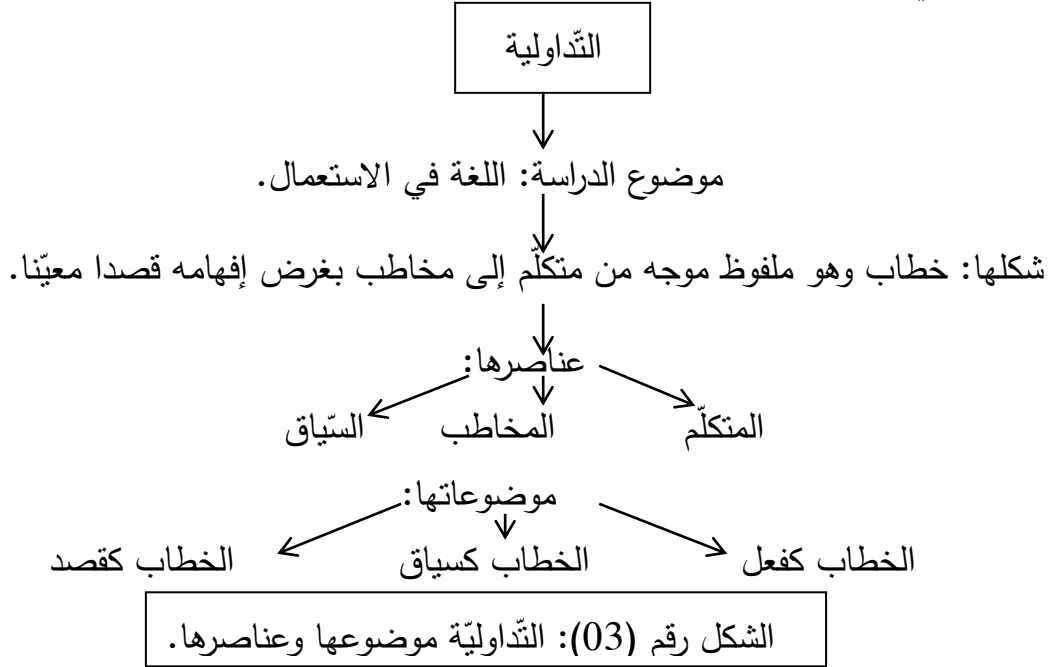 التّداولية
موضوع الدراسة: اللغة في الاستعمال.
شكلها: خطاب وهو ملفوظ موجه من متكلّم إلى مخاطب بغرض إفهامه قصدا معيّنا.
عناصرها:
المتكلّم المخاطب السّياق
موضوعاتها:
الخطاب كفعل الخطاب كسياق الخطاب كقصد
الشكل رقم (03): التّداوليّة موضوعها وعناصرها.